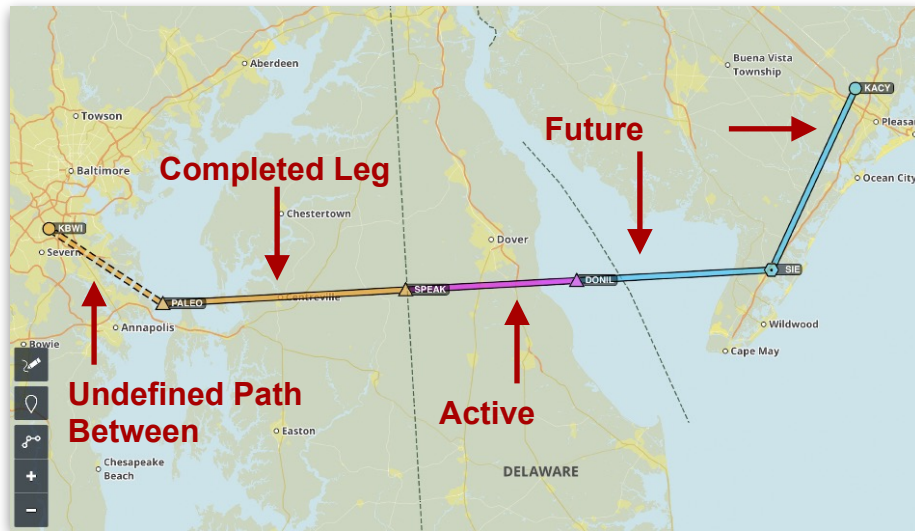 Aberdeen
Buena Vista
Township
KACY
Towson
Pleasan
Future
Baltimore
Completed Leg
Ocean City
Chestertown
KBWI
Severn
Dover
SIE
DONIL
SPEAK
PALEO
Centreville
Annapolis
Wildwood
Bowie
Cape May
Undefined Path
Between
Active
Easton
Chesapeake
Beach
DELAWARE
+
−